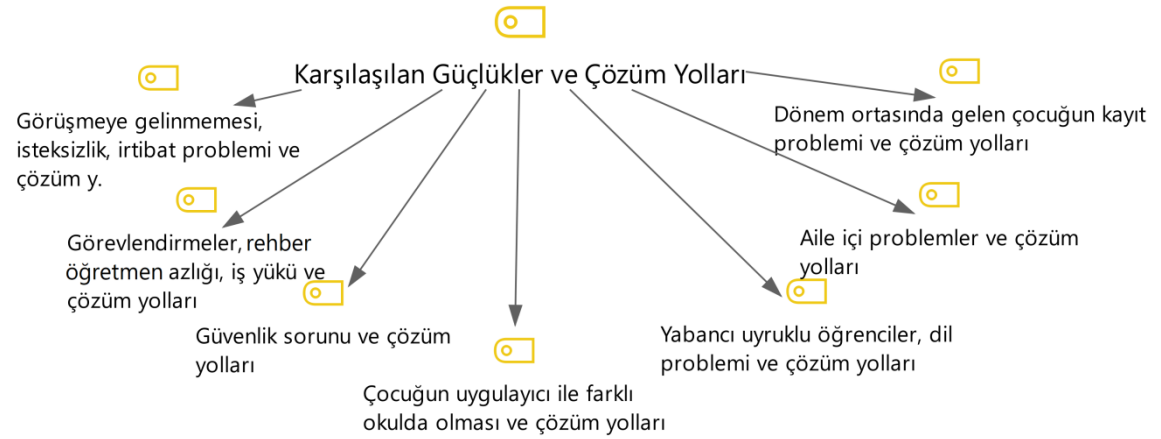 Karşılaşılan Güçlükler ve Çözüm Yolları
Görüşmeye gelinmemesi,
isteksizlik, irtibat problemi ve
çözüm y.
Görevlendirmeler, rehber
öğretmen azlığı, iş yükü ve
çözüm yolları
Güvenlik sorunu ve çözüm
yolları
Çocuğun uygulayıcı ile farklı
okulda olması ve çözüm yolları
Yabancı uyruklu öğrenciler, dil
problemi ve çözüm yolları
Aile içi problemler ve çözüm
yolları
Dönem ortasında gelen çocuğun kayıt
problemi ve çözüm yolları